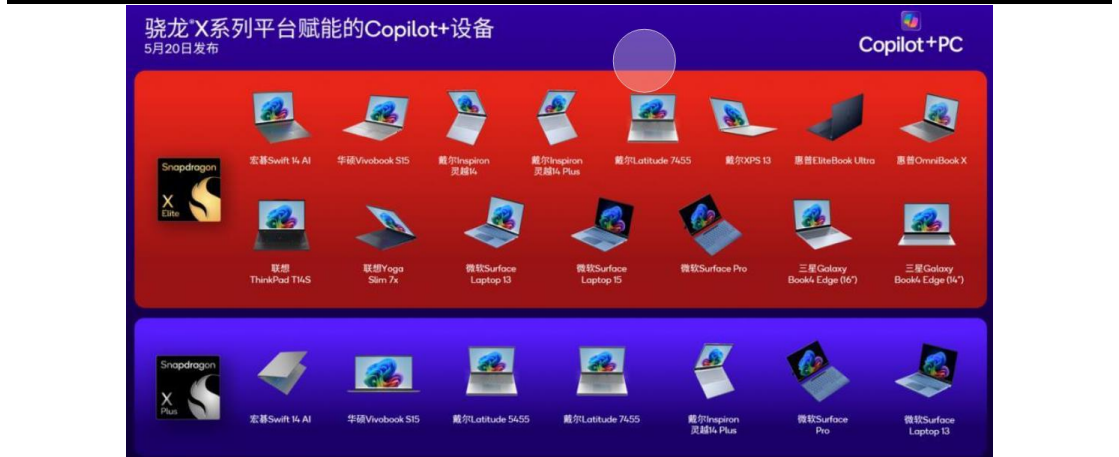 骁龙®X系列平台赋能的Copilot+设备
5月20日发布
Copilot+PC
Snapdragon
X
Elite
宏碁Swift 14 AI
华硕Vivobook S15
戴尔Inspiron
灵越14
戴尔Inspiron
灵越14 Plus
戴尔Latitude 7455
戴尔XPS 13
惠普EliteBook Ultra
惠普OmniBook X
联想
ThinkPad T14S
联想Yoga
Slim 7x
微软Surface
Laptop 13
微软Surface
Laptop 15
微软Surface Pro
三星Galaxy
Book4 Edge (16")
三星Galaxy
Book4 Edge (14")
Snapdragon
X
Plus
宏碁Swift 14 AI
华硕Vivobook S15
戴尔Latitude 5455
戴尔Latitude 7455
戴尔Inspiron
灵越14 Plus
微软Surface
Pro
微软Surface
Laptop 13